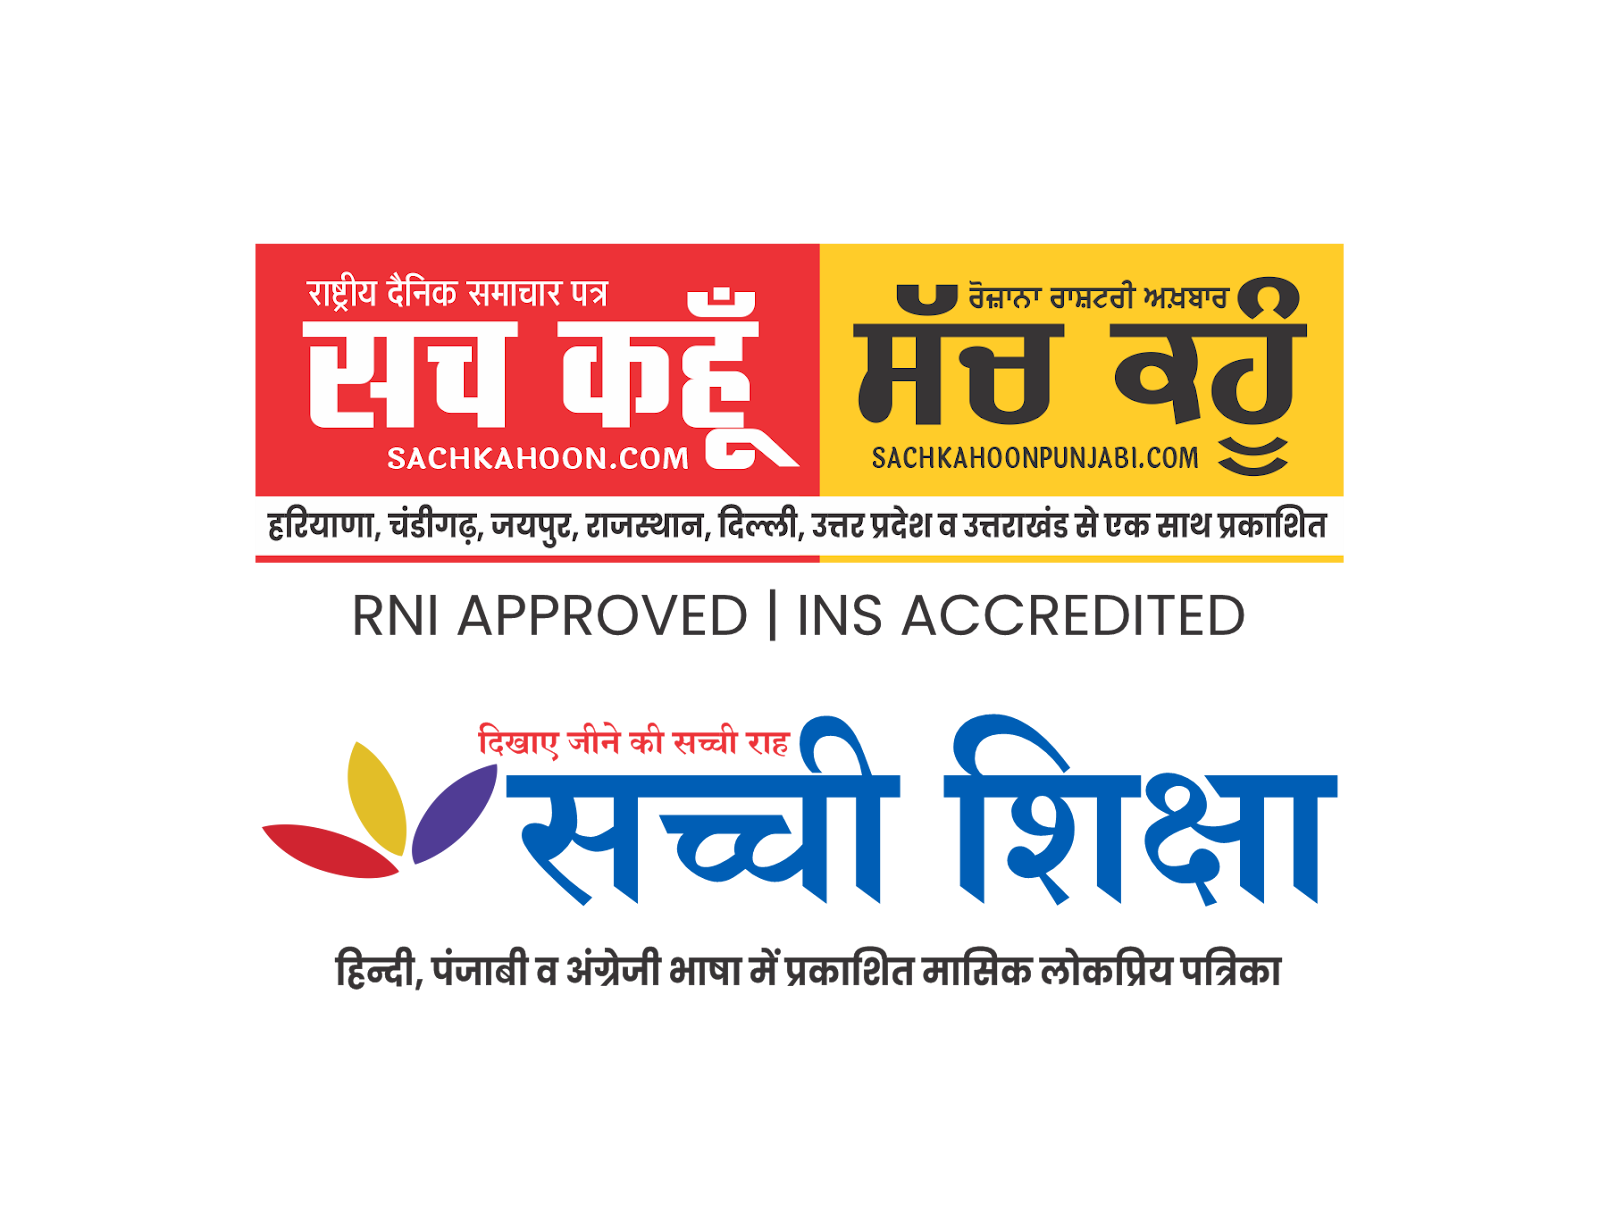 राष्ट्रीय दैनिक समाचार पत्र
सच कहूँ
SACHKAHOON.COM
ਰੋਜ਼ਾਨਾ ਰਾਸ਼ਟਰੀ ਅਖ਼ਬਾਰ
ਸੱਚ ਕਹੂੰ
SACHKAHOONPUNJABI.COM
हरियाणा, चंडीगढ़, जयपुर, राजस्थान, दिल्ली, उत्तर प्रदेश व उत्तराखंड से एक साथ प्रकाशित
RNI APPROVED | INS ACCREDITED
दिखाए जीने की सच्ची राह
सच्ची शिक्षा
हिन्दी, पंजाबी व अंग्रेजी भाषा में प्रकाशित मासिक लोकप्रिय पत्रिका